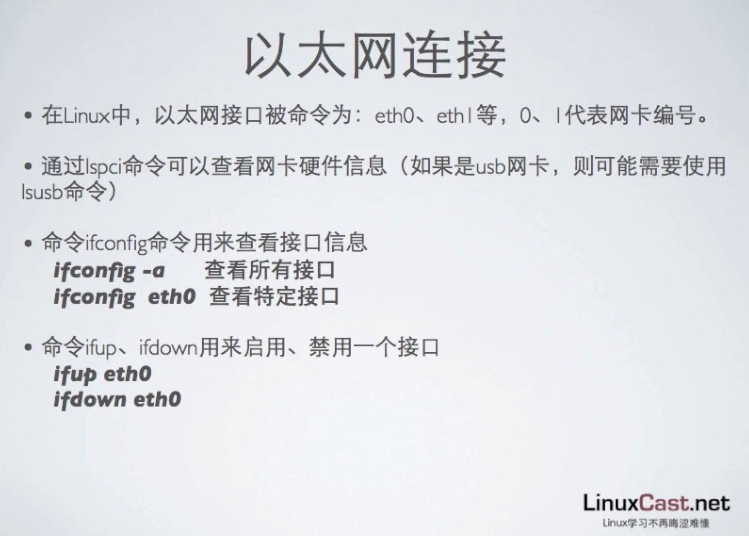 以太网连接
• 在Linux中，以太网接口被命令为：eth0、eth1等，0、1代表网卡编号。
• 通过lspci命令可以查看网卡硬件信息（如果是usb网卡，则可能需要使用
lsusb命令）
• 命令ifconfig命令用来查看接口信息
ifconfig -a 查看所有接口
ifconfig eth0 查看特定接口
• 命令ifup、ifdown用来启用、禁用一个接口
ifup eth0
ifdown eth0
LinuxCast.net
Linux学习不再晦涩难懂